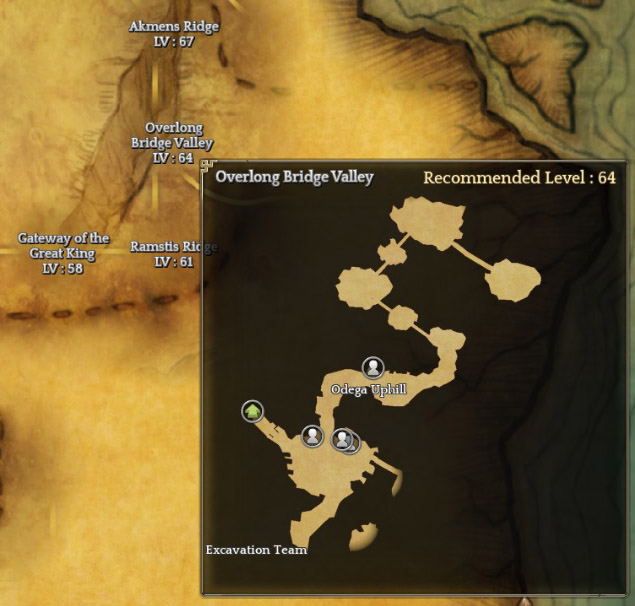 Akmens Ridge
LV : 67
Overlong
Bridge Valley
LV : 64
Overlong Bridge Valley
Recommended Level : 64
Gateway of the
Great King
LV : 58
Ramstis Ridge
LV : 61
Odega Uphill
Excavation Team